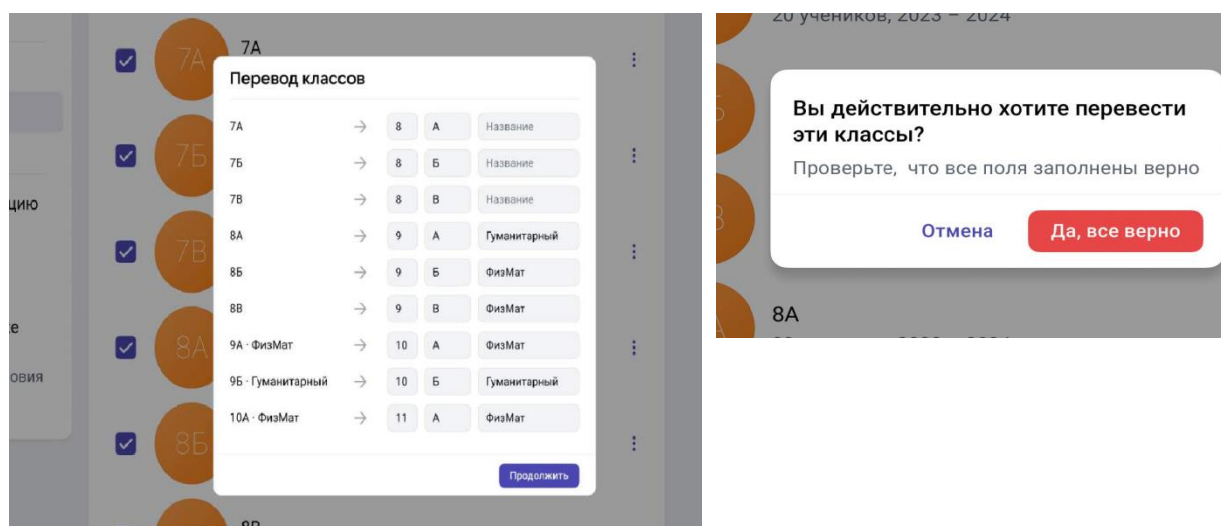 цию
е
овия
7А
7А
7Б
7В
8А
8Б
8В
Перевод классов
7А → 8 А Название
7Б → 8 Б Название
7В → 8 В Название
8А → 9 А Гуманитарный
8Б → 9 Б ФизМат
8В → 9 В ФизМат
9А · ФизМат → 10 А ФизМат
9Б · Гуманитарный → 10 Б Гуманитарный
10А · ФизМат → 11 А ФизМат
Продолжить
20 учеников, 2023 – 2024
Вы действительно хотите перевести
эти классы?
Проверьте, что все поля заполнены верно
Отмена Да, все верно
8А